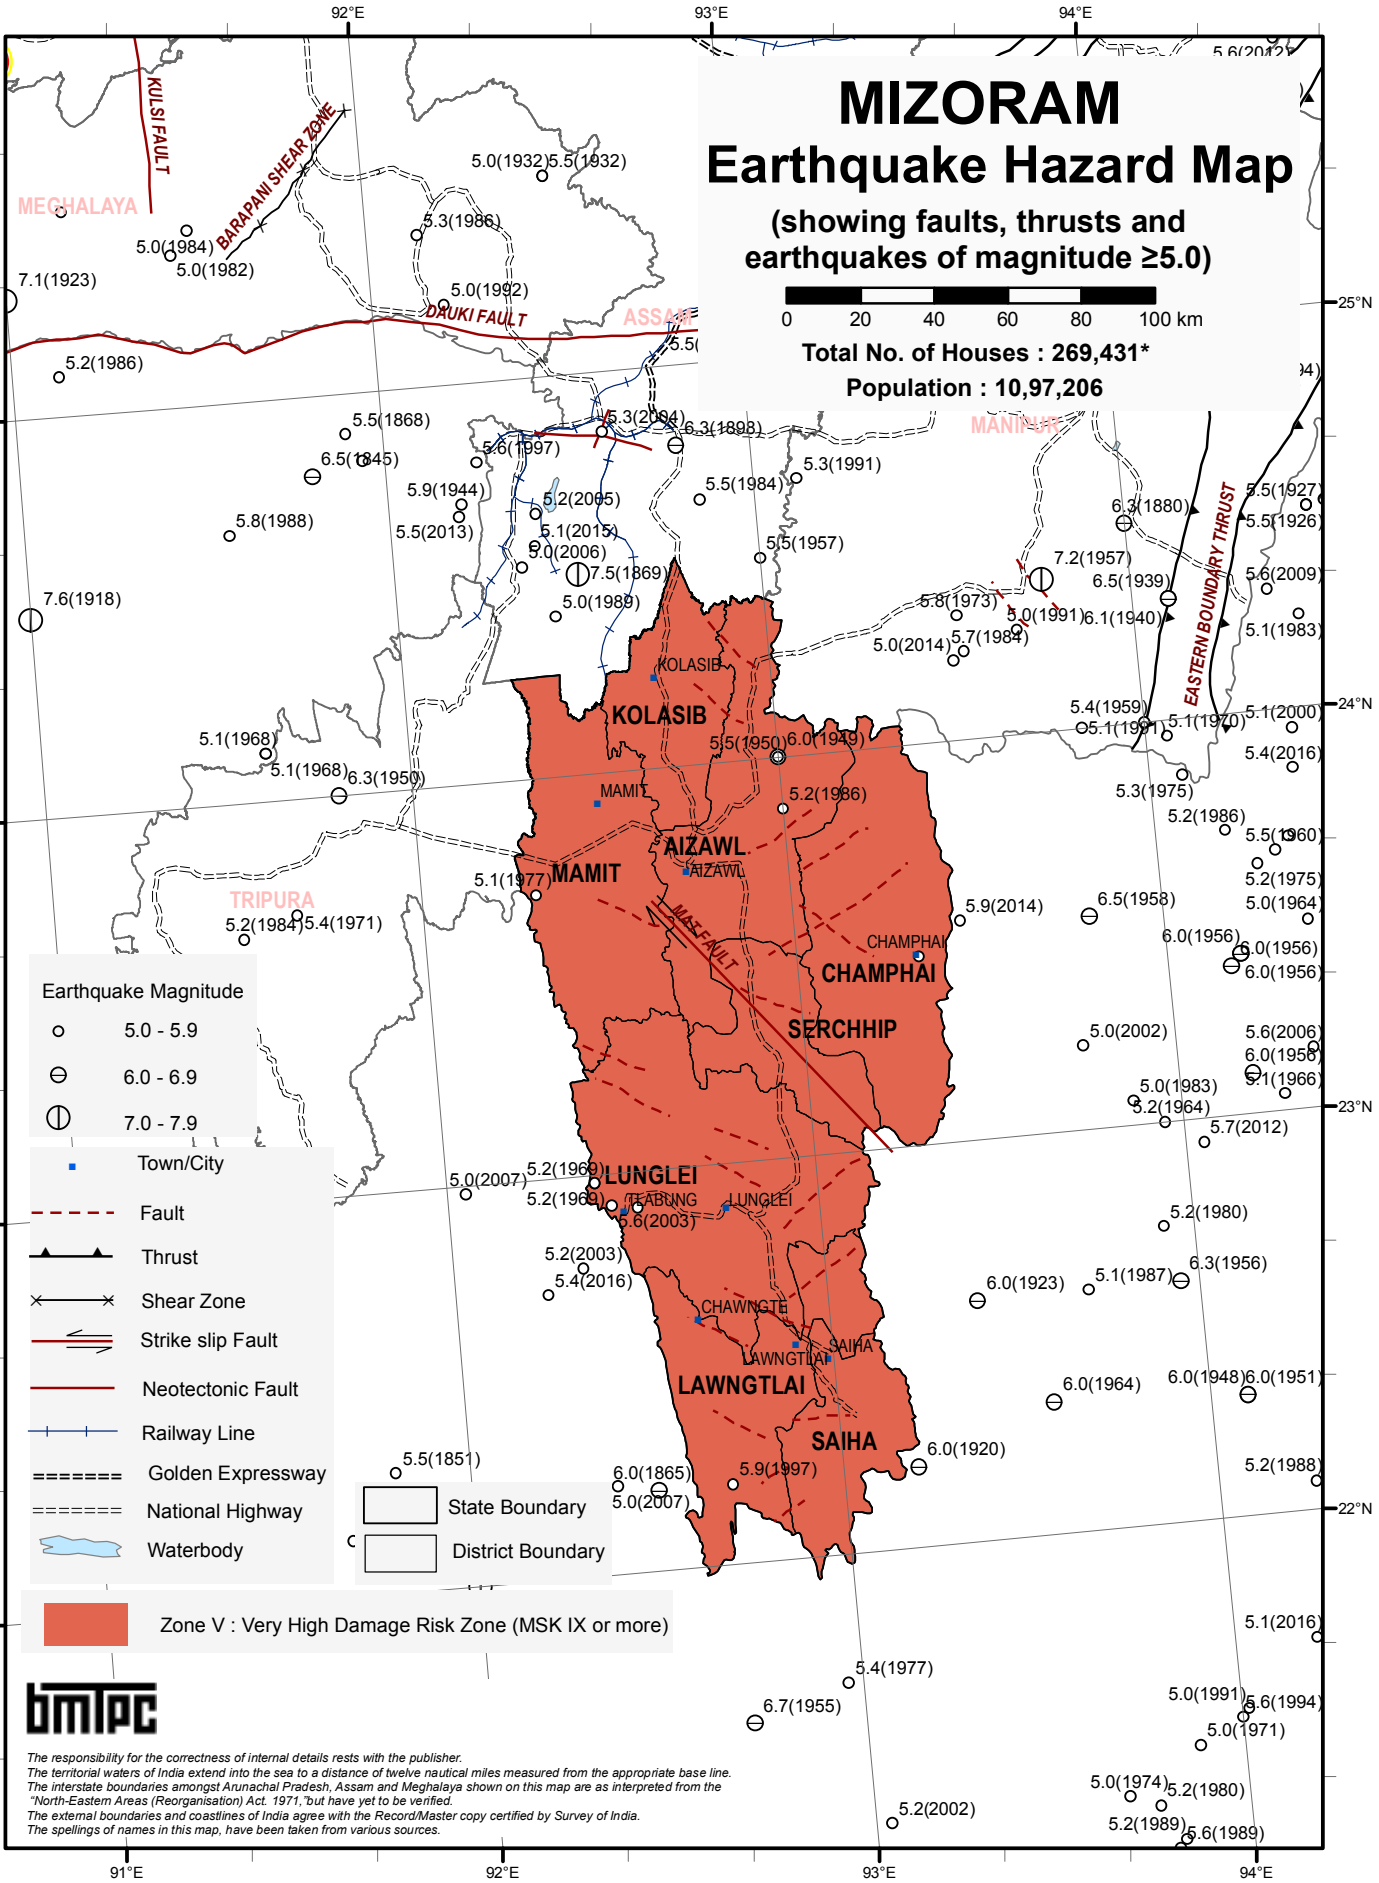 92°E
93°E
94°E
MIZORAM
Earthquake Hazard Map
(showing faults, thrusts and
earthquakes of magnitude ≥5.0)
0 20 40 60 80 100 km
Total No. of Houses : 269,431*
Population : 10,97,206
5.6(2012)
KULSI FAULT
BARAPANI SHEAR ZONE
5.0(1932)
5.5(1932)
MEGHALAYA
5.3(1986)
5.0(1984)
5.0(1982)
7.1(1923)
5.0(1992)
DAUKI FAULT
ASSAM
25°N
5.5(
5.2(1986)
94)
5.5(1868)
5.3(2004)
6.3(1898)
MANIPUR
5.6(1997)
6.5(1845)
5.3(1991)
5.9(1944)
5.2(2005)
5.5(1984)
5.5(1927)
6.3(1880)
5.8(1988)
5.5(2013)
5.1(2015)
5.5(1926)
5.0(2006)
5.5(1957)
7.2(1957)
EASTERN BOUNDARY THRUST
7.5(1869)
6.5(1939)
5.6(2009)
7.6(1918)
5.0(1989)
5.8(1973)
5.0(1991)
6.1(1940)
5.1(1983)
5.0(2014)
5.7(1984)
KOLASIB
KOLASIB
24°N
5.4(1959)
5.1(2000)
5.1(1991)
5.1(1970)
5.1(1968)
5.5(1950)
6.0(1949)
5.4(2016)
5.1(1968)
6.3(1950)
5.3(1975)
MAMIT
5.2(1986)
5.2(1986)
5.5(1960)
AIZAWL
AIZAWL
MAMIT
5.1(1977)
5.2(1975)
TRIPURA
5.2(1984)
5.4(1971)
MAT FAULT
5.9(2014)
6.5(1958)
5.0(1964)
CHAMPHAI
CHAMPHAI
6.0(1956)
6.0(1956)
6.0(1956)
Earthquake Magnitude
5.0 - 5.9
6.0 - 6.9
7.0 - 7.9
SERCHHIP
5.0(2002)
5.6(2006)
6.0(1956)
5.1(1966)
5.0(1983)
5.2(1964)
23°N
5.7(2012)
Town/City
Fault
Thrust
Shear Zone
Strike slip Fault
Neotectonic Fault
Railway Line
Golden Expressway
National Highway
Waterbody
5.0(2007)
5.2(1969)
LUNGLEI
5.2(1969)
TLABUNG
LUNGLEI
5.6(2003)
5.2(1980)
5.2(2003)
5.4(2016)
6.0(1923)
5.1(1987)
6.3(1956)
CHAWNGTE
LAWNGTLAI
SAIHA
LAWNGTLAI
6.0(1964)
6.0(1948)
6.0(1951)
SAIHA
5.5(1851)
6.0(1865)
5.0(2007)
5.9(1997)
6.0(1920)
5.2(1988)
22°N
State Boundary
District Boundary
Zone V : Very High Damage Risk Zone (MSK IX or more)
5.1(2016)
5.4(1977)
6.7(1955)
5.0(1991)
5.6(1994)
5.0(1971)
5.0(1974)
5.2(1980)
5.2(2002)
5.2(1989)
5.6(1989)
bmTPC
The responsibility for the correctness of internal details rests with the publisher.
The territorial waters of India extend into the sea to a distance of twelve nautical miles measured from the appropriate base line.
The interstate boundaries amongst Arunachal Pradesh, Assam and Meghalaya shown on this map are as interpreted from the
"North-Eastern Areas (Reorganisation) Act. 1971,"but have yet to be verified.
The external boundaries and coastlines of India agree with the Record/Master copy certified by Survey of India.
The spellings of names in this map, have been taken from various sources.
91°E
92°E
93°E
94°E